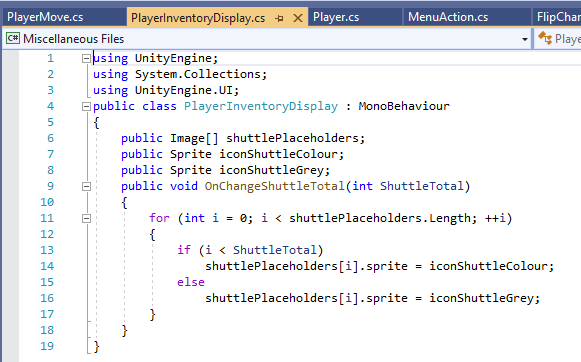 PlayerMove.cs PlayerInventoryDisplay.cs Player.cs MenuAction.cs FlipChar
C# Miscellaneous Files Player
1 using UnityEngine;
2 using System.Collections;
3 using UnityEngine.UI;
4 public class PlayerInventoryDisplay : MonoBehaviour
5 {
6 public Image[] shuttlePlaceholders;
7 public Sprite iconShuttleColour;
8 public Sprite iconShuttleGrey;
9 public void OnChangeShuttleTotal(int ShuttleTotal)
10 {
11 for (int i = 0; i < shuttlePlaceholders.Length; ++i)
12 {
13 if (i < ShuttleTotal)
14 shuttlePlaceholders[i].sprite = iconShuttleColour;
15 else
16 shuttlePlaceholders[i].sprite = iconShuttleGrey;
17 }
18 }
19 }